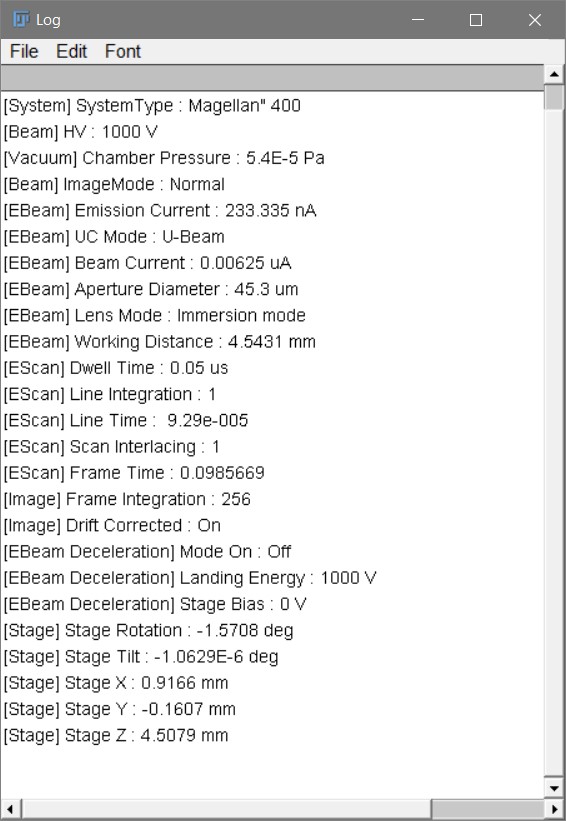 Log
File Edit Font
[System] SystemType : Magellan" 400
[Beam] HV : 1000 V
[Vacuum] Chamber Pressure : 5.4E-5 Pa
[Beam] ImageMode : Normal
[EBeam] Emission Current : 233.335 nA
[EBeam] UC Mode : U-Beam
[EBeam] Beam Current : 0.00625 uA
[EBeam] Aperture Diameter : 45.3 um
[EBeam] Lens Mode : Immersion mode
[EBeam] Working Distance : 4.5431 mm
[EScan] Dwell Time : 0.05 us
[EScan] Line Integration : 1
[EScan] Line Time :  9.29e-005
[EScan] Scan Interlacing : 1
[EScan] Frame Time : 0.0985669
[Image] Frame Integration : 256
[Image] Drift Corrected : On
[EBeam Deceleration] Mode On : Off
[EBeam Deceleration] Landing Energy : 1000 V
[EBeam Deceleration] Stage Bias : 0 V
[Stage] Stage Rotation : -1.5708 deg
[Stage] Stage Tilt : -1.0629E-6 deg
[Stage] Stage X : 0.9166 mm
[Stage] Stage Y : -0.1607 mm
[Stage] Stage Z : 4.5079 mm